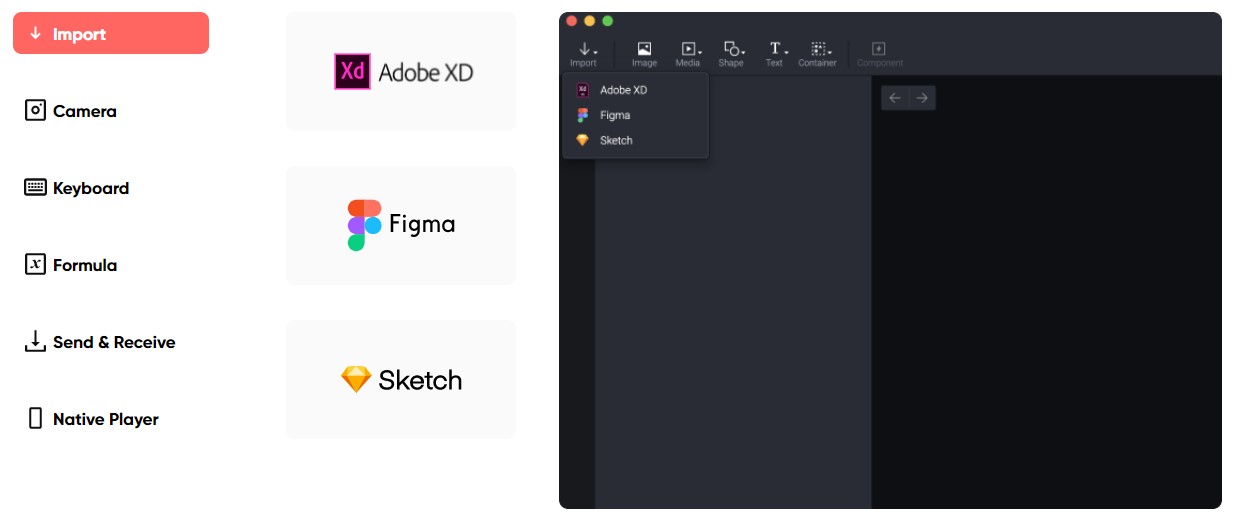 Import
Camera
Keyboard
Formula
Send & Receive
Native Player
Xd Adobe XD
Figma
Sketch
Import
Image
Media
Shape
Text
Container
Component
Xd Adobe XD
Figma
Sketch